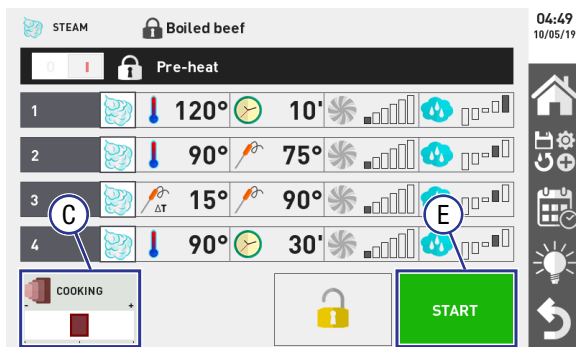 STEAM
Boiled beef
04:49
10/05/19
O I
Pre-heat
1 120° 10'
2 90° 75°
3 ΔT 15° 90°
4 90° 30'
C
E
COOKING
- +
START